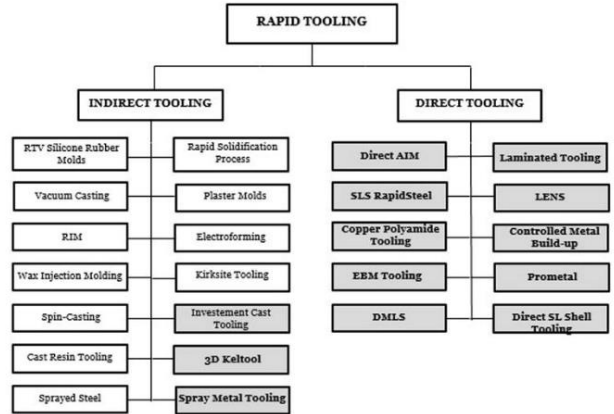 RAPID TOOLING
INDIRECT TOOLING
DIRECT TOOLING
RTV Silicone Rubber
Molds
Rapid Solidification
Process
Vacuum Casting
Plaster Molds
RIM
Electroforming
Wax Injection Molding
Kirksite Tooling
Spin-Casting
Investement Cast
Tooling
Cast Resin Tooling
3D Keltool
Sprayed Steel
Spray Metal Tooling
Direct AIM
Laminated Tooling
SLS RapidSteel
LENS
Copper Polyamide
Tooling
Controlled Metal
Build-up
EBM Tooling
Prometal
DMLS
Direct SL Shell
Tooling